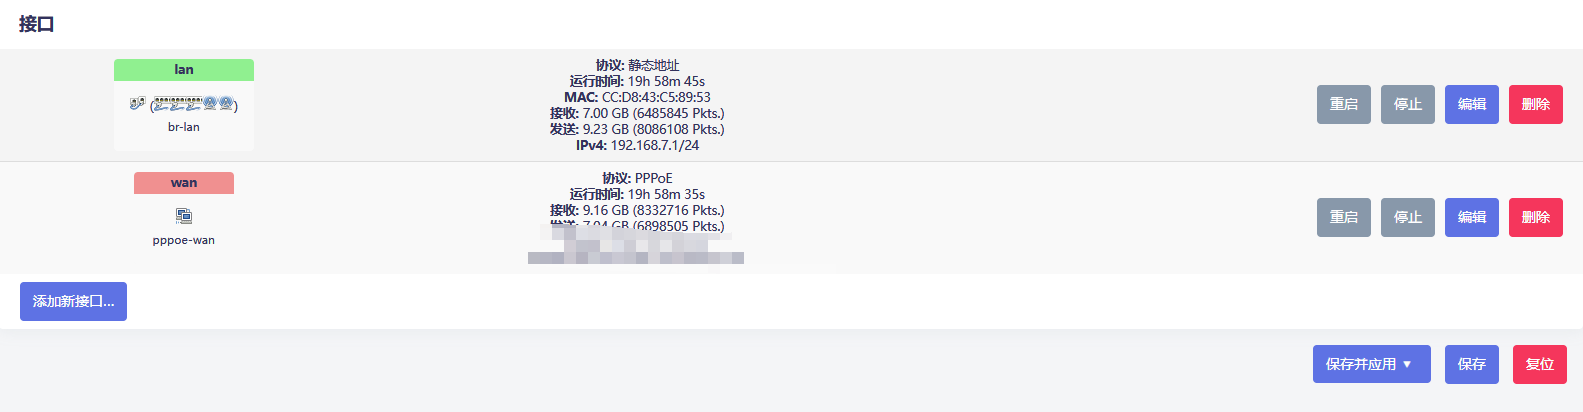 接口
lan
br-lan
协议: 静态地址
运行时间: 19h 58m 45s
MAC: CC:D8:43:C5:89:53
接收: 7.00 GB (6485845 Pkts.)
发送: 9.23 GB (8086108 Pkts.)
IPv4: 192.168.7.1/24
重启 停止 编辑 删除
wan
pppoe-wan
协议: PPPoE
运行时间: 19h 58m 35s
接收: 9.16 GB (8332716 Pkts.)
发送: 7.04 GB (6898505 Pkts.)
重启 停止 编辑 删除
添加新接口...
保存并应用 保存 复位